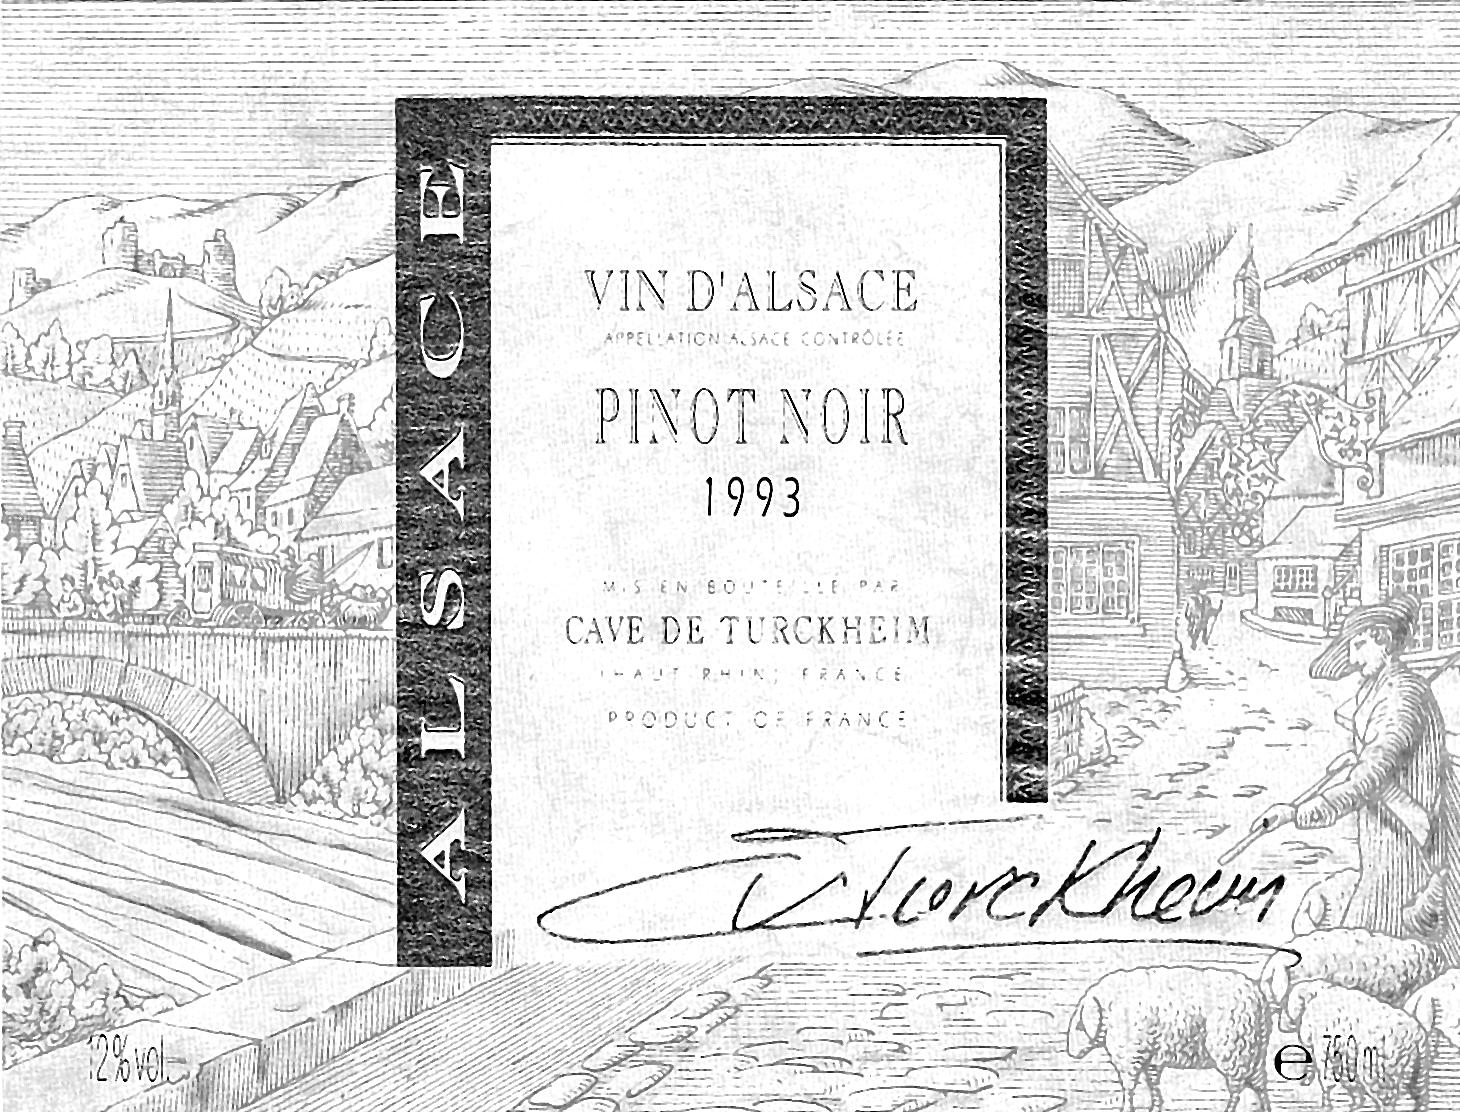 ALSACE
VIN D'ALSACE
APPELLATION ALSACE CONTRÔLÉE
PINOT NOIR
1993
MIS EN BOUTEILLE PAR
CAVE DE TURCKHEIM
(HAUT RHIN) FRANCE
PRODUCT OF FRANCE
Turckheim
12% vol.
e 750 ml